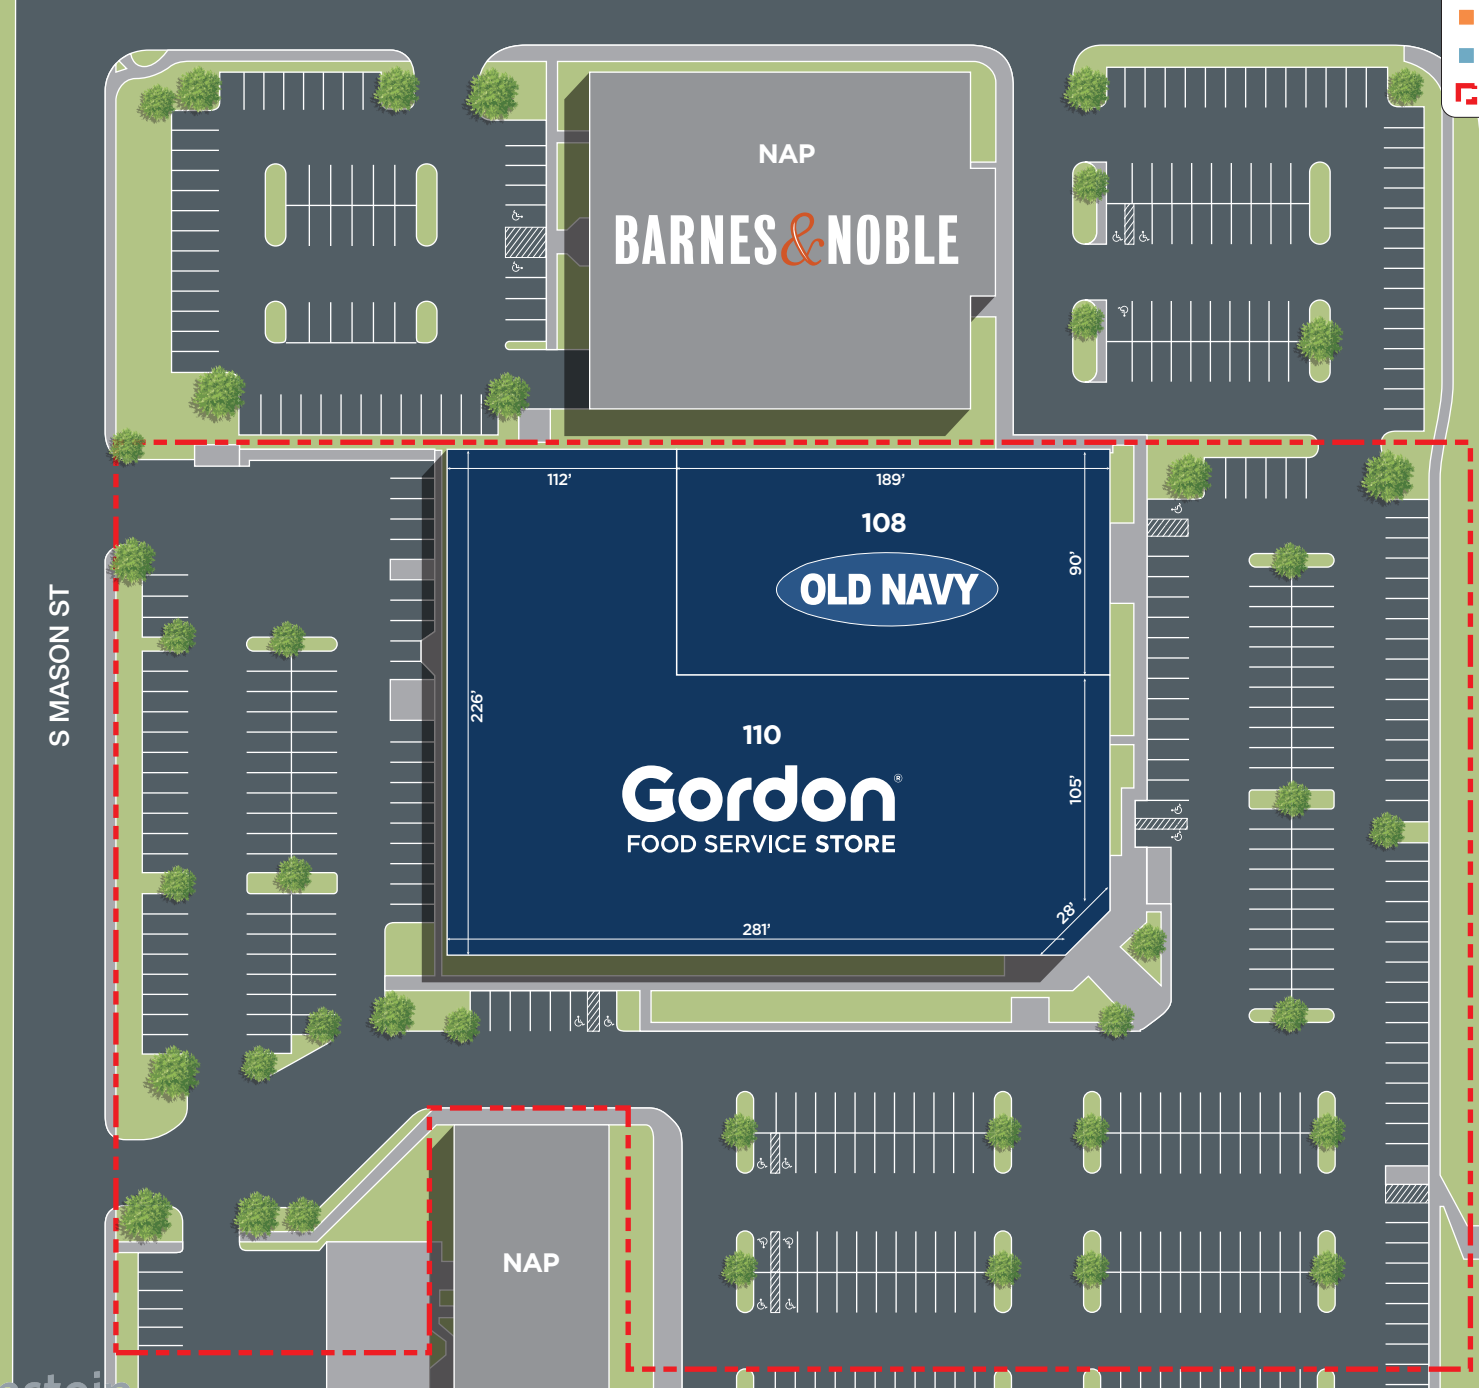 NAP
BARNES & NOBLE
112'
189'
108
OLD NAVY
90'
S MASON ST
226'
110
Gordon®
FOOD SERVICE STORE
105'
28'
281'
NAP